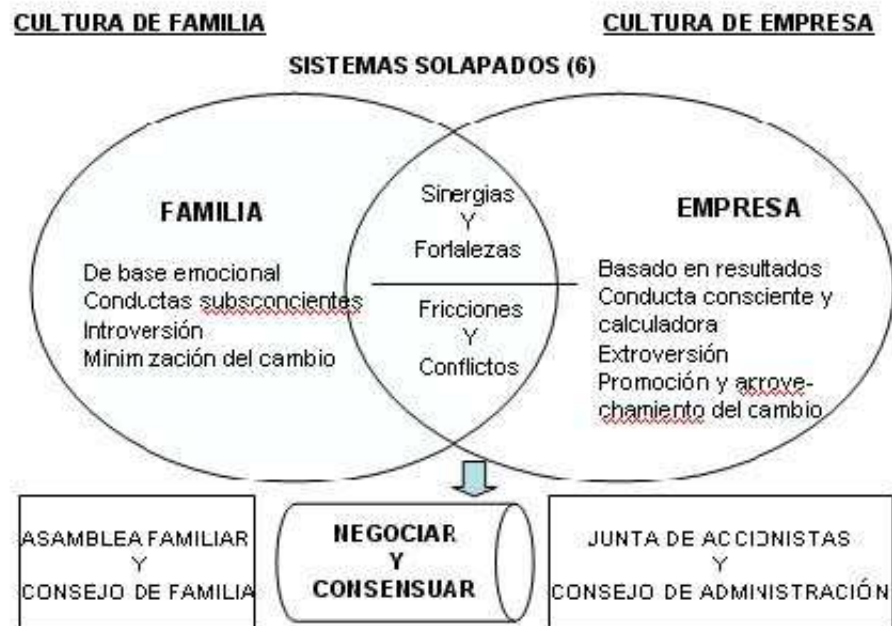 CULTURA DE FAMILIA
CULTURA DE EMPRESA
SISTEMAS SOLAPADOS (6)
FAMILIA
De base emocional
Conductas subsconcientes
Introversión
Minimización del cambio
Sinergias
Y
Fortalezas
Fricciones
Y
Conflictos
EMPRESA
Basado en resultados
Conducta consciente y
calculadora
Extroversión
Promoción y aprove-
chamiento del cambio
ASAMBLEA FAMILIAR
Y
CONSEJO DE FAMILIA
NEGOCIAR
Y
CONSENSUAR
JUNTA DE ACCIONISTAS
Y
CONSEJO DE ADMINISTRACIÓN